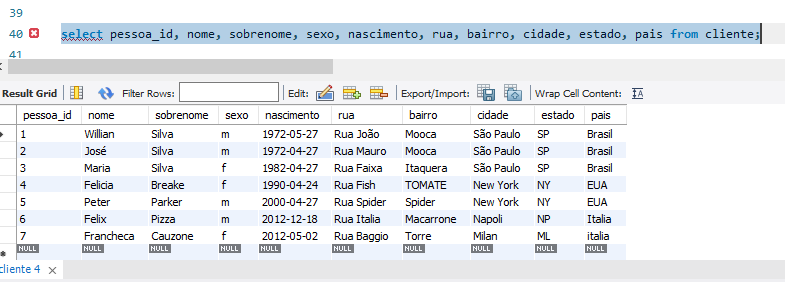 39
40 select pessoa_id, nome, sobrenome, sexo, nascimento, rua, bairro, cidade, estado, pais from cliente;
41
Result Grid Filter Rows: Edit: Export/Import: Wrap Cell Content:
pessoa_id nome sobrenome sexo nascimento rua bairro cidade estado pais
1 Willian Silva m 1972-05-27 Rua João Mooca São Paulo SP Brasil
2 José Silva m 1972-04-27 Rua Mauro Mooca São Paulo SP Brasil
3 Maria Silva f 1982-04-27 Rua Faixa Itaquera São Paulo SP Brasil
4 Felicia Breake f 1990-04-24 Rua Fish TOMATE New York NY EUA
5 Peter Parker m 2000-04-27 Rua Spider Spider New York NY EUA
6 Felix Pizza m 2012-12-18 Rua Italia Macarrone Napoli NP Italia
7 Francheca Cauzone f 2012-05-02 Rua Baggio Torre Milan ML italia
NULL NULL NULL NULL NULL NULL NULL NULL NULL NULL
cliente 4